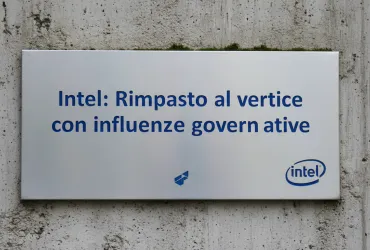 Intel: Rimpasto al vertice
con influenze govern ative
intel